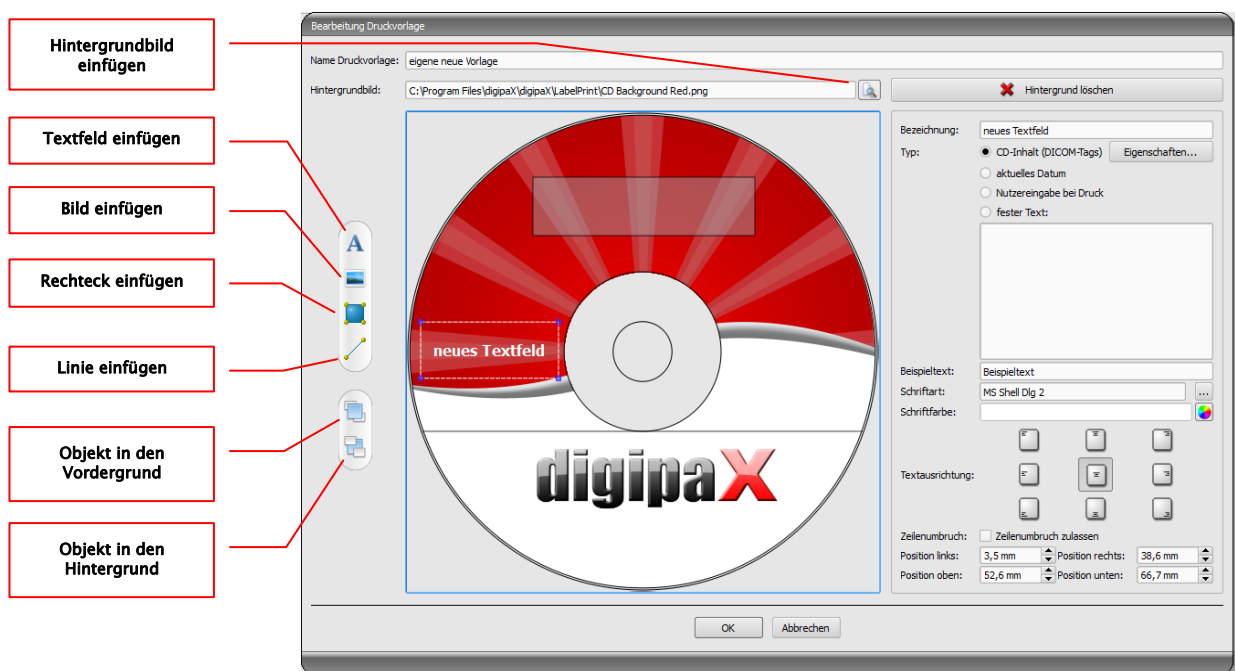 Bearbeitung Druckvorlage
Hintergrundbild
einfügen
Textfeld einfügen
Bild einfügen
Rechteck einfügen
Linie einfügen
Objekt in den
Vordergrund
Objekt in den
Hintergrund
Name Druckvorlage: eigene neue Vorlage
Hintergrundbild: C:\Program Files\digipaX\digipaX\LabelPrint\CD Background Red.png
Hintergrund löschen
A
neues Textfeld
digipaX
Bezeichnung: neues Textfeld
Typ: CD-Inhalt (DICOM-Tags) Eigenschaften...
aktuelles Datum
Nutzereingabe bei Druck
fester Text:
Beispieltext: Beispieltext
Schriftart: MS Shell Dlg 2 ...
Schriftfarbe:
Textausrichtung:
Zeilenumbruch: Zeilenumbruch zulassen
Position links: 3,5 mm Position rechts: 38,6 mm
Position oben: 52,6 mm Position unten: 66,7 mm
OK Abbrechen